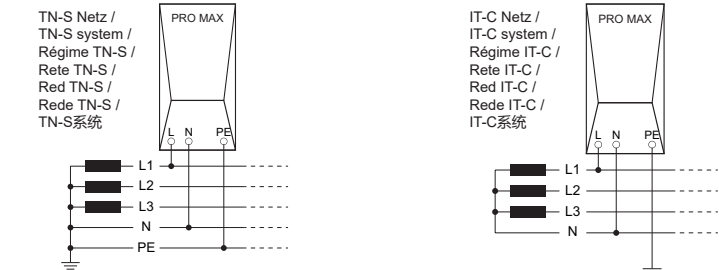 TN-S Netz /
TN-S system /
Régime TN-S /
Rete TN-S /
Red TN-S /
Rede TN-S /
TN-S系统
PRO MAX
L N PE
L1
L2
L3
N
PE
IT-C Netz /
IT-C system /
Régime IT-C /
Rete IT-C /
Red IT-C /
Rede IT-C /
IT-C系统
PRO MAX
L N PE
L1
L2
L3
N